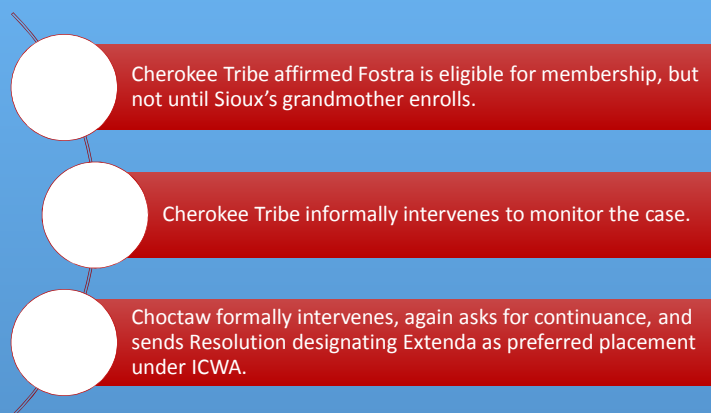 Cherokee Tribe affirmed Fostra is eligible for membership, but
not until Sioux’s grandmother enrolls.
Cherokee Tribe informally intervenes to monitor the case.
Choctaw formally intervenes, again asks for continuance, and
sends Resolution designating Extenda as preferred placement
under ICWA.